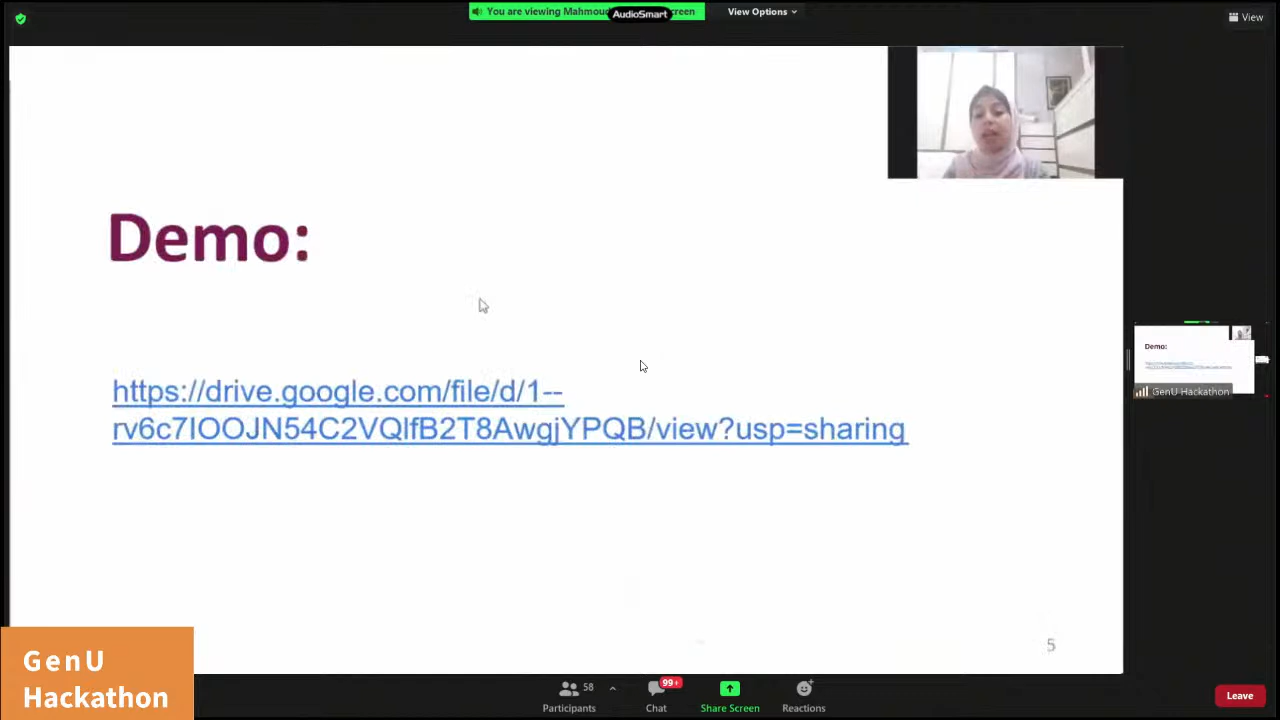 You are viewing Mahmoud
AudioSmart
screen
View Options
View
Demo:
https://drive.google.com/file/d/1--
rv6c7IOOJN54C2VQlfB2T8AwgjYPQB/view?usp=sharing
5
Demo:
GenU Hackathon
GenU
Hackathon
58
Participants
99+
Chat
Share Screen
Reactions
Leave